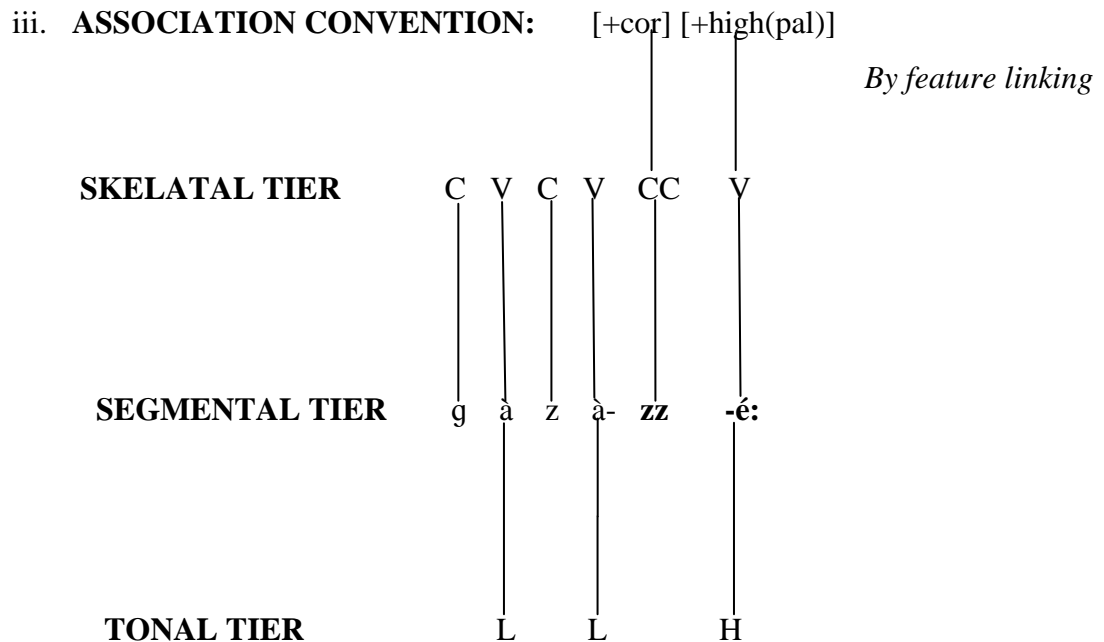 iii. ASSOCIATION CONVENTION: [+cor] [+high(pal)]
By feature linking
SKELATAL TIER C V C V CC V
SEGMENTAL TIER g à z à- zz -é:
TONAL TIER L L H